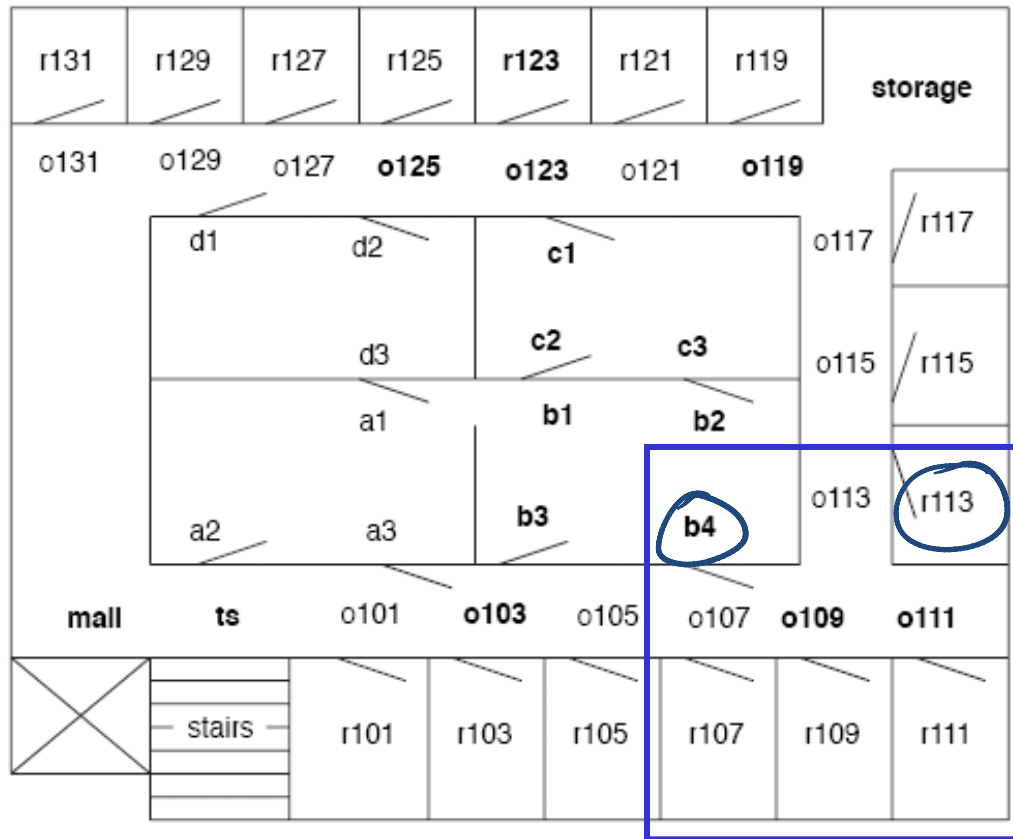 r131 r129 r127 r125 r123 r121 r119
storage
o131 o129 o127 o125 o123 o121 o119
r117
d1 d2 c1 o117
c2
d3 c3 o115 r115
a1 b1 b2
o113 r113
a2 a3 b3 b4
mail ts o101 o103 o105 o107 o109 o111
stairs r101 r103 r105 r107 r109 r111